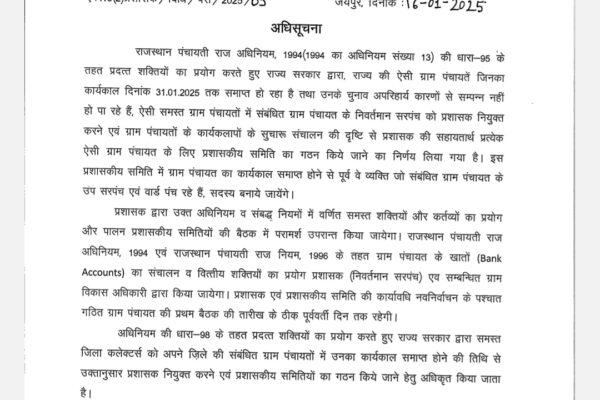 जयपुर, दिनांक :16-01-2025
अधिसूचना
राजस्थान पंचायती राज अधिनियम, 1994(1994 का अधिनियम संख्या 13) की धारा-95 के
तहत प्रदत्त शक्तियों का प्रयोग करते हुए राज्य सरकार द्वारा, राज्य की ऐसी ग्राम पंचायतें जिनका
कार्यकाल दिनांक 31.01.2025 तक समाप्त हो रहा है तथा उनके चुनाव अपरिहार्य कारणों से सम्पन्न नहीं
हो पा रहे हैं, ऐसी समस्त ग्राम पंचायतों में संबंधित ग्राम पंचायत के निवर्तमान सरपंच को प्रशासक नियुक्त
करने एवं ग्राम पंचायतों के कार्यकलापों के सुचारू संचालन की दृष्टि से प्रशासक की सहायतार्थ प्रत्येक
ऐसी ग्राम पंचायत के लिए प्रशासकीय समिति का गठन किये जाने का निर्णय लिया गया है। इस
प्रशासकीय समिति में ग्राम पंचायत का कार्यकाल समाप्त होने से पूर्व वे व्यक्ति जो संबंधित ग्राम पंचायत के
उप सरपंच एवं वार्ड पंच रहे हैं, सदस्य बनाये जायेंगे।
प्रशासक द्वारा उक्त अधिनियम व संबद्ध नियमों में वर्णित समस्त शक्तियों और कर्तव्यों का प्रयोग
और पालन प्रशासकीय समितियों की बैठक में परामर्श उपरान्त किया जायेगा। राजस्थान पंचायती राज
अधिनियम, 1994 एवं राजस्थान पंचायती राज नियम, 1996 के तहत ग्राम पंचायत के खातों (Bank
Accounts) का संचालन व वित्तीय शक्तियों का प्रयोग प्रशासक (निवर्तमान सरपंच) एवं सम्बन्धित ग्राम
विकास अधिकारी द्वारा किया जायेगा। प्रशासक एवं प्रशासकीय समिति की कार्यावधि नवनिर्वाचन के पश्चात
गठित ग्राम पंचायत की प्रथम बैठक की तारीख के ठीक पूर्ववर्ती दिन तक रहेगी।
अधिनियम की धारा-98 के तहत प्रदत्त शक्तियों का प्रयोग करते हुए राज्य सरकार द्वारा समस्त
जिला कलेक्टर्स को अपने ज़िले की संबंधित ग्राम पंचायतों में उनका कार्यकाल समाप्त होने की तिथि से
उक्तानुसार प्रशासक नियुक्त करने एवं प्रशासकीय समितियों का गठन किये जाने हेतु अधिकृत किया जाता
है।